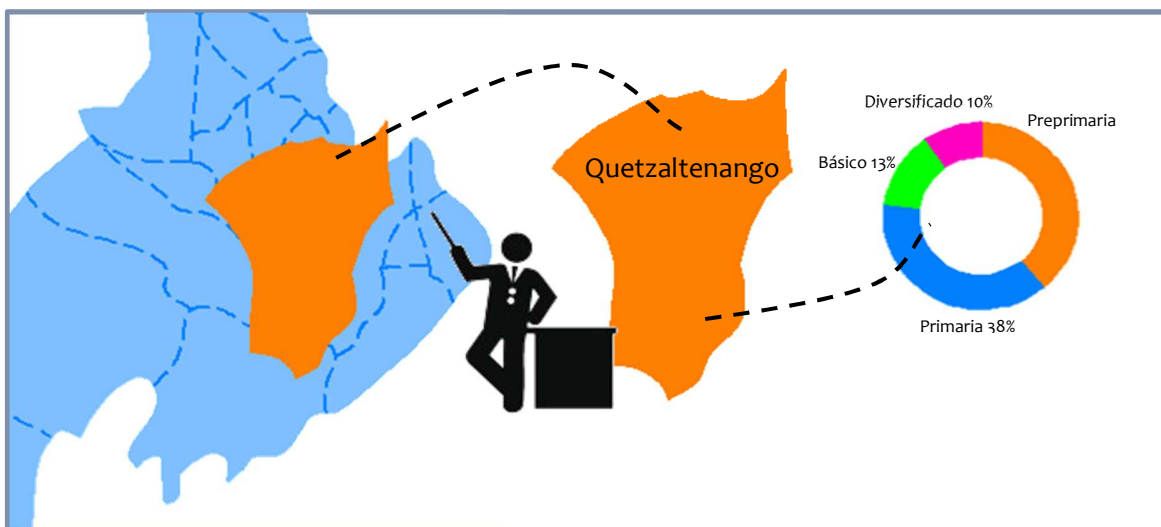 Quetzaltenango
Diversificado 10%
Preprimaria
Básico 13%
Primaria 38%